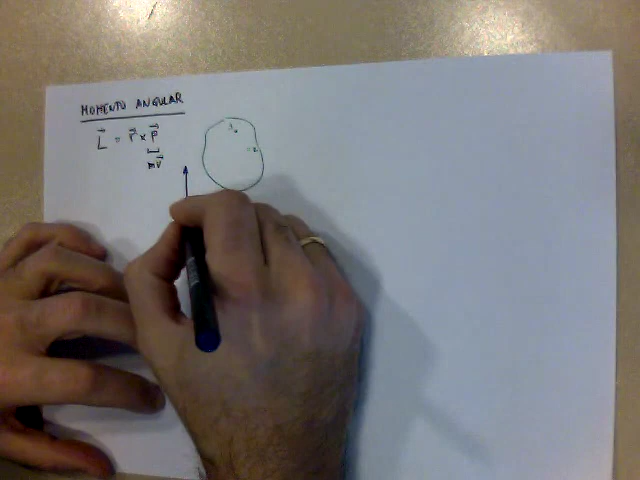 MOMENTO ANGULAR
L⃗ = r⃗ x p⃗
mv⃗